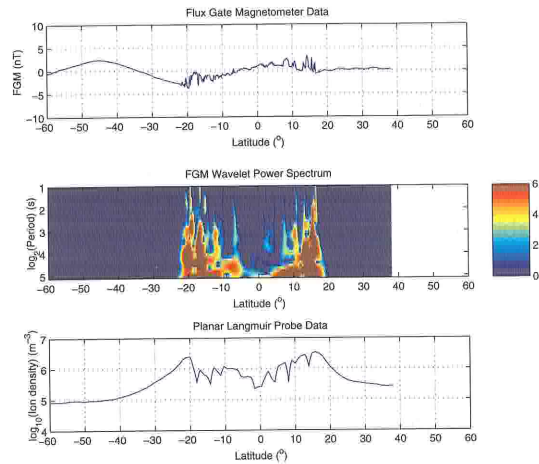 Flux Gate Magnetometer Data
FGM (nT)
10
5
0
−5
−10
−60 −50 −40 −30 −20 −10 0 10 20 30 40 50 60
Latitude (°)
FGM Wavelet Power Spectrum
log2(Period) (s)
1
2
3
4
5
−60 −50 −40 −30 −20 −10 0 10 20 30 40 50 60
Latitude (°)
6
4
2
0
Planar Langmuir Probe Data
log10(Ion density) (m−3)
7
6
5
4
−60 −50 −40 −30 −20 −10 0 10 20 30 40 50 60
Latitude (°)